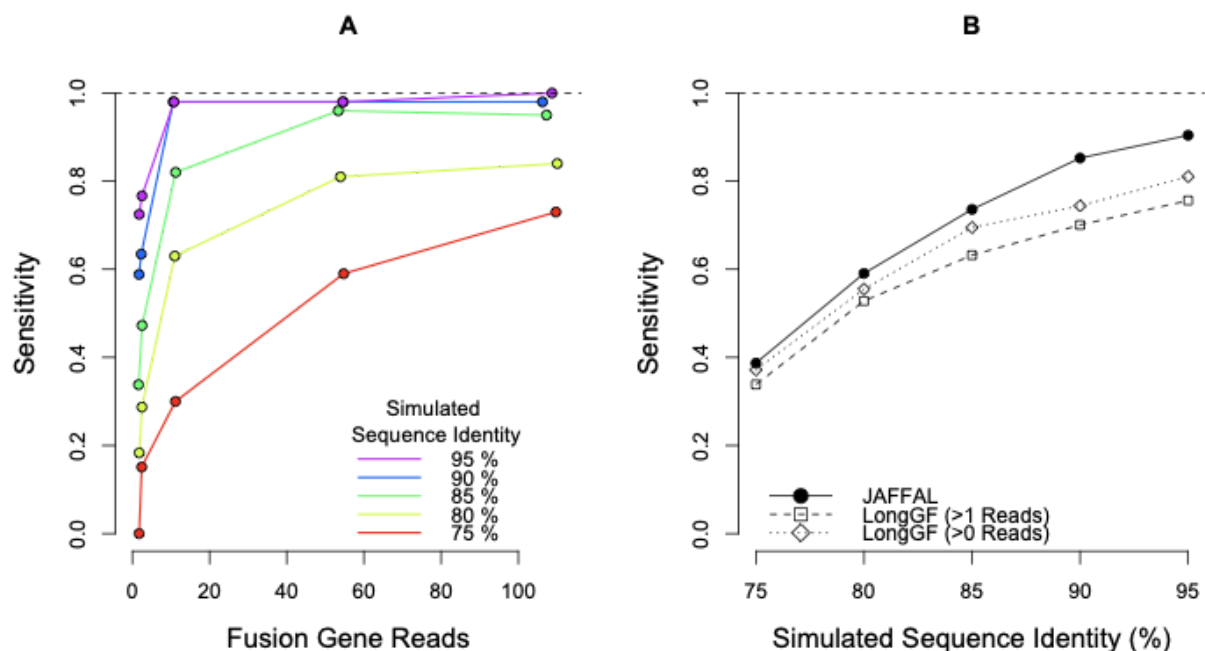 A
Sensitivity
1.0
0.8
0.6
0.4
0.2
0.0
Simulated
Sequence Identity
95 %
90 %
85 %
80 %
75 %
0 20 40 60 80 100
Fusion Gene Reads
B
Sensitivity
1.0
0.8
0.6
0.4
0.2
0.0
JAFFAL
LongGF (>1 Reads)
LongGF (>0 Reads)
75 80 85 90 95
Simulated Sequence Identity (%)